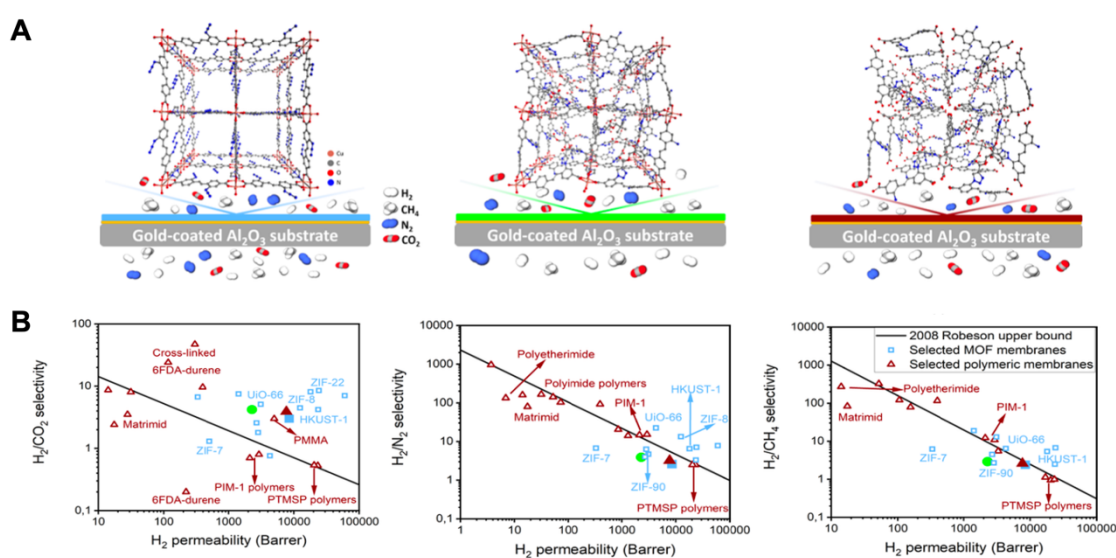 A
Cu
C
O
N
H2
CH4
N2
CO2
Gold-coated Al2O3 substrate
Gold-coated Al2O3 substrate
Gold-coated Al2O3 substrate
B
H2/CO2 selectivity
100
10
1
0,1
Cross-linked
6FDA-durene
UiO-66
ZIF-22
ZIF-8
HKUST-1
Matrimid
PMMA
ZIF-7
PIM-1 polymers
6FDA-durene
PTMSP polymers
10
100
1000
10000
100000
H2 permeability (Barrer)
H2/N2 selectivity
10000
1000
100
10
1
0,1
Polyetherimide
Polyimide polymers
HKUST-1
Matrimid
PIM-1
UiO-66
ZIF-8
ZIF-7
ZIF-90
PTMSP polymers
1
10
100
1000
10000
100000
H2 permeability (Barrer)
H2/CH4 selectivity
10000
1000
100
10
1
0,1
2008 Robeson upper bound
Selected MOF membranes
Selected polymeric membranes
Polyetherimide
PIM-1
Matrimid
UiO-66
ZIF-7
HKUST-1
ZIF-90
PTMSP polymers
10
100
1000
10000
100000
H2 permeability (Barrer)